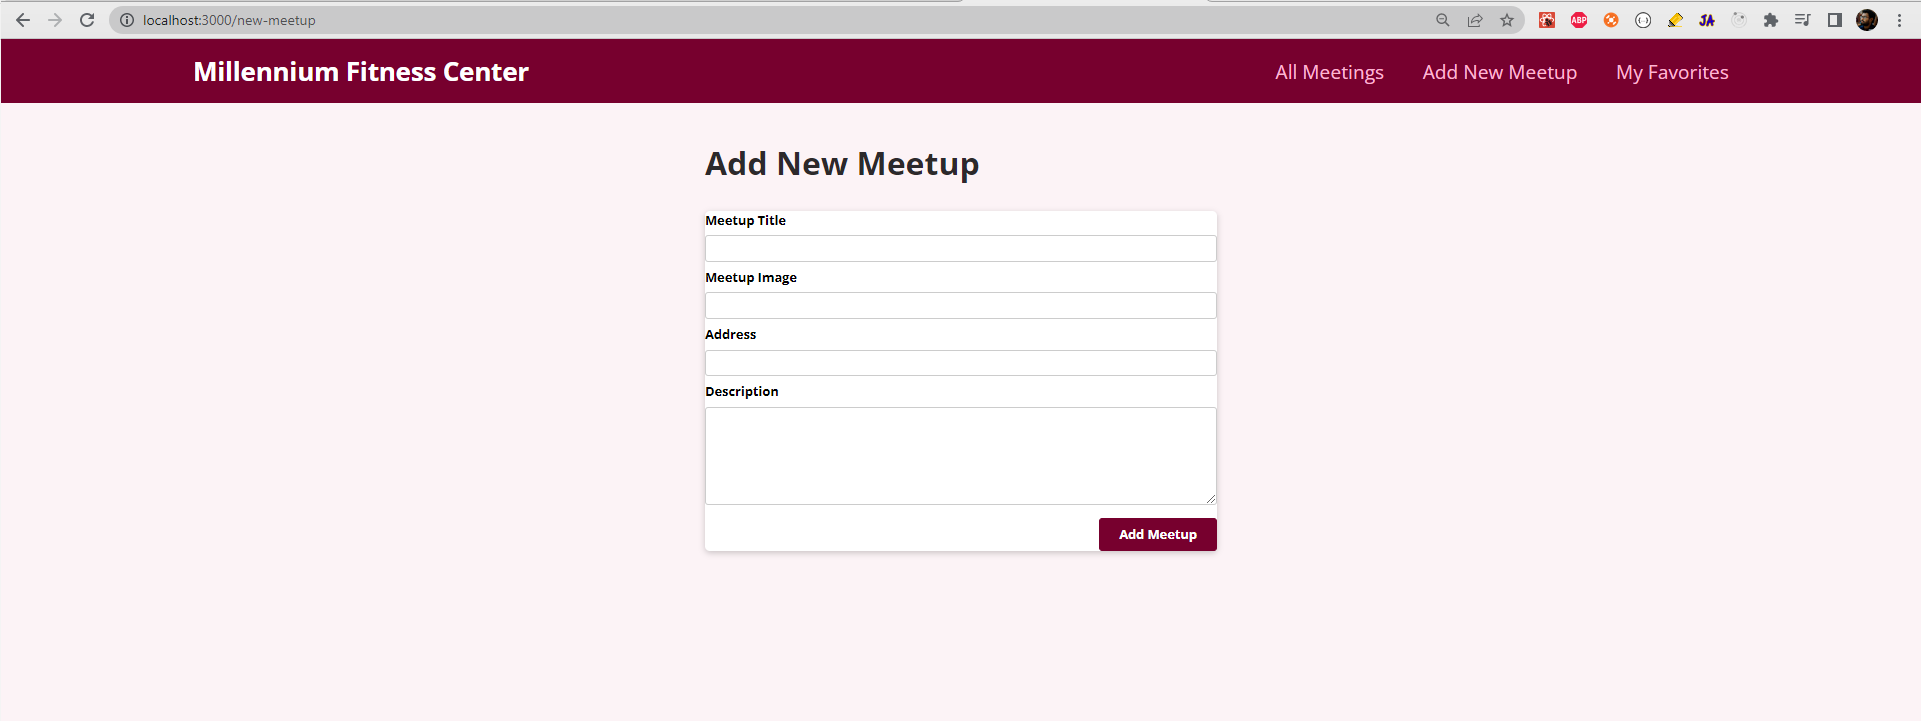 localhost:3000/new-meetup
ABP
JA
Millennium Fitness Center
All Meetings
Add New Meetup
My Favorites
Add New Meetup
Meetup Title
Meetup Image
Address
Description
Add Meetup